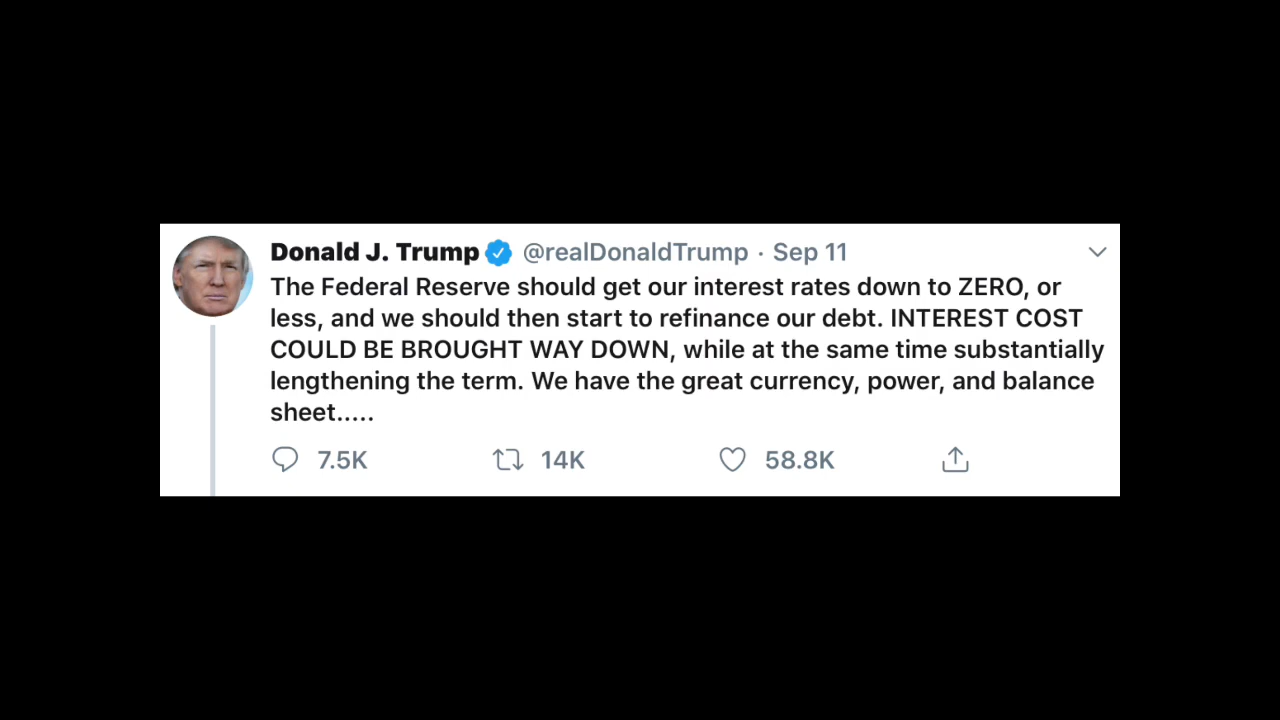 Donald J. Trump @realDonaldTrump · Sep 11
The Federal Reserve should get our interest rates down to ZERO, or
less, and we should then start to refinance our debt. INTEREST COST
COULD BE BROUGHT WAY DOWN, while at the same time substantially
lengthening the term. We have the great currency, power, and balance
sheet.....
7.5K 14K 58.8K